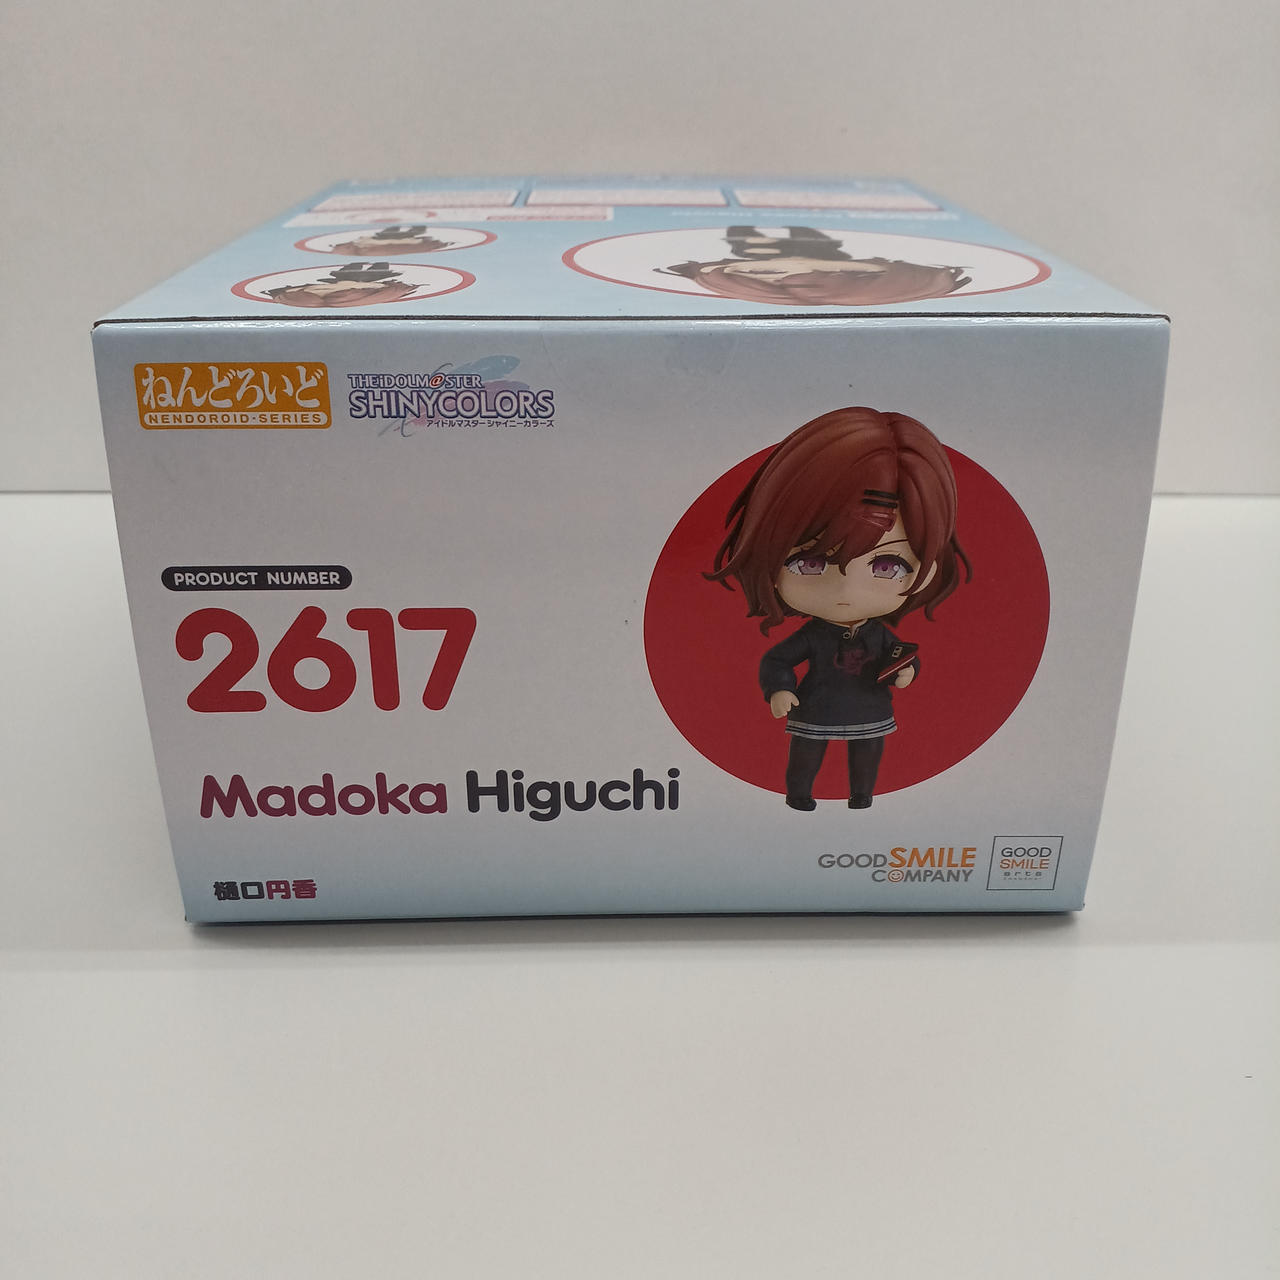 ねんどろいど
NENDOROID·SERIES
THE iDOLM@STER
SHINYCOLORS
アイドルマスター シャイニーカラーズ
PRODUCT NUMBER
2617
Madoka Higuchi
樋口円香
GOOD SMILE
COMPANY
GOOD
SMILE
arts